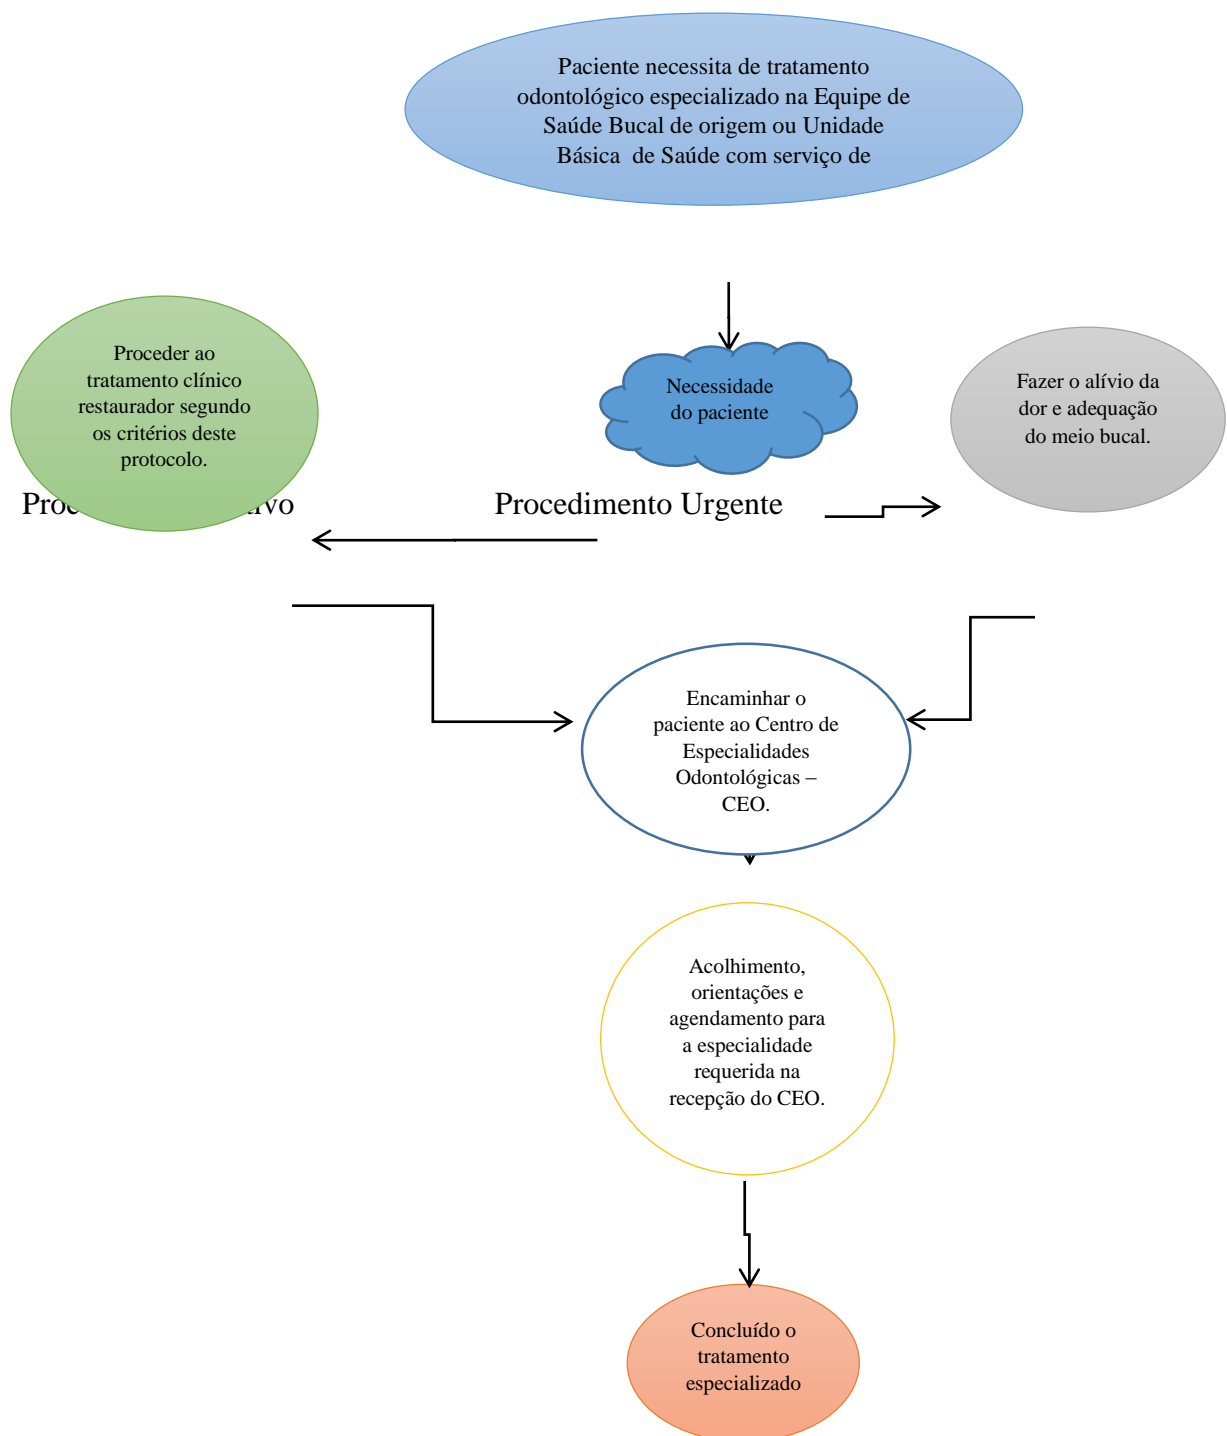 Paciente necessita de tratamento
odontológico especializado na Equipe de
Saúde Bucal de origem ou Unidade
Básica de Saúde com serviço de
Necessidade
do paciente
Proceder ao
tratamento clínico
restaurador segundo
os critérios deste
protocolo.
Fazer o alívio da
dor e adequação
do meio bucal.
Procedimento Urgente
Encaminhar o
paciente ao Centro de
Especialidades
Odontológicas –
CEO.
Acolhimento,
orientações e
agendamento para
a especialidade
requerida na
recepção do CEO.
Concluído o
tratamento
especializado